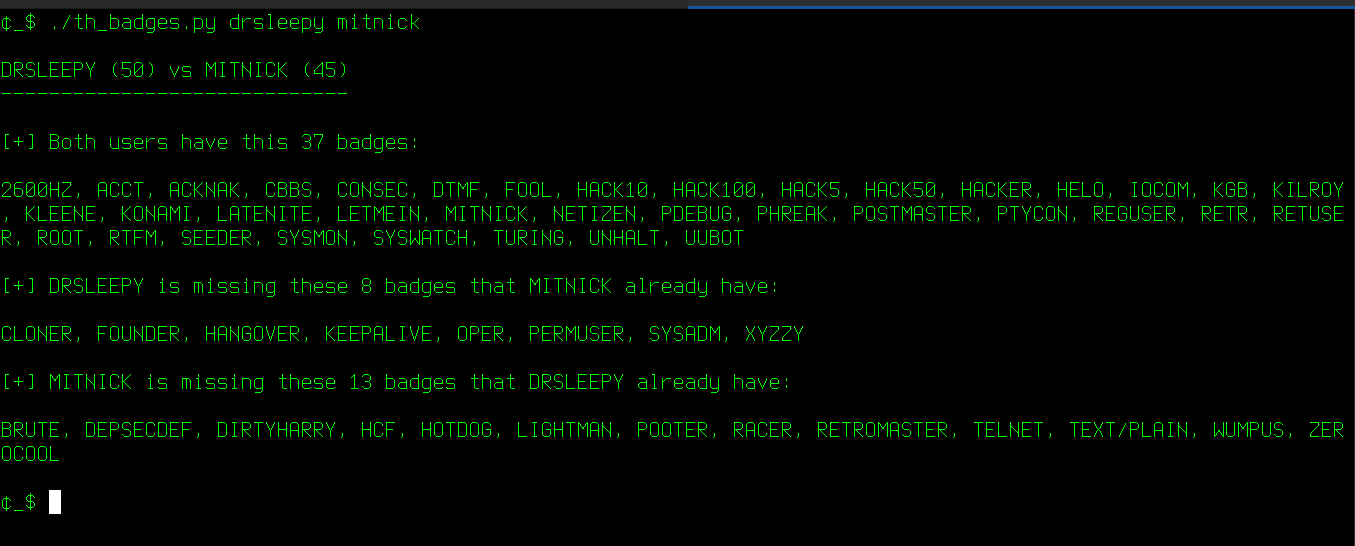 ¢_$ ./th_badges.py drsleepy mitnick
DRSLEEPY (50) vs MITNICK (45)
-----------------------------
[+] Both users have this 37 badges:
2600HZ, ACCT, ACKNAK, CBBS, CONSEC, DTMF, FOOL, HACK10, HACK100, HACK5, HACK50, HACKER, HELO, IOCOM, KGB, KILROY
, KLEENE, KONAMI, LATENITE, LETMEIN, MITNICK, NETIZEN, PDEBUG, PHREAK, POSTMASTER, PTYCON, REGUSER, RETR, RETUSE
R, ROOT, RTFM, SEEDER, SYSMON, SYSWATCH, TURING, UNHALT, UUBOT
[+] DRSLEEPY is missing these 8 badges that MITNICK already have:
CLONER, FOUNDER, HANGOVER, KEEPALIVE, OPER, PERMUSER, SYSADM, XYZZY
[+] MITNICK is missing these 13 badges that DRSLEEPY already have:
BRUTE, DEPSECDEF, DIRTYHARRY, HCF, HOTDOG, LIGHTMAN, POOTER, RACER, RETROMASTER, TELNET, TEXT/PLAIN, WUMPUS, ZER
OCOOL
¢_$